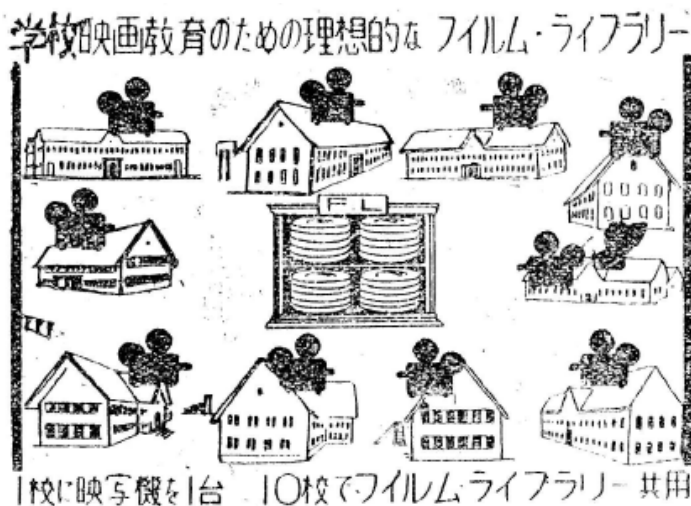 学校映画教育のための理想的な フイルム・ライブラリー
F L
1校に映写機を1台 10校でフイルム・ライブラリー共用